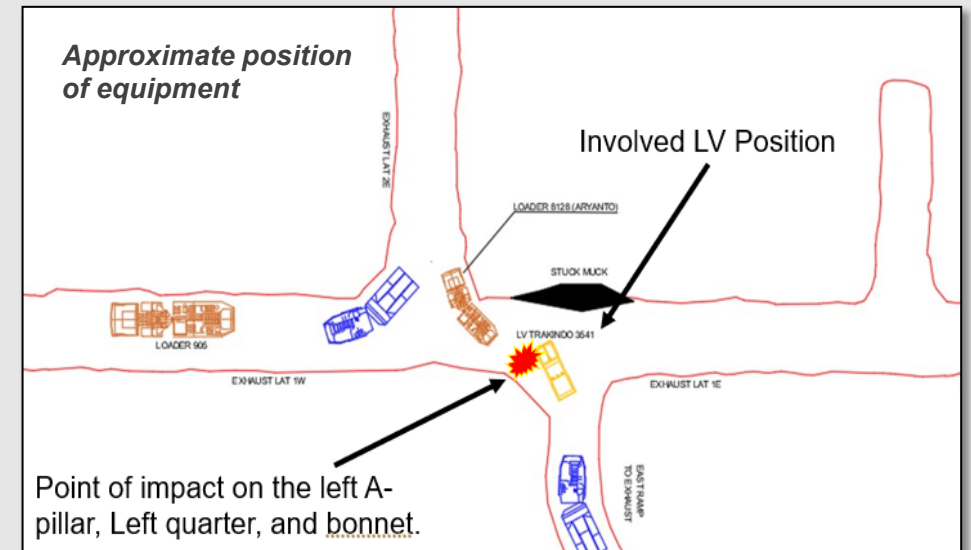 Approximate position
of equipment
EXHAUST LAT 2E
Involved LV Position
LOADER 8126 (ARYANTO)
STUCK MUCK
LV TRAKINDO 3541
LOADER 905
EXHAUST LAT 1W
EXHAUST LAT 1E
EAST RAMP
TO EXHAUST
Point of impact on the left A-
pillar, Left quarter, and bonnet.